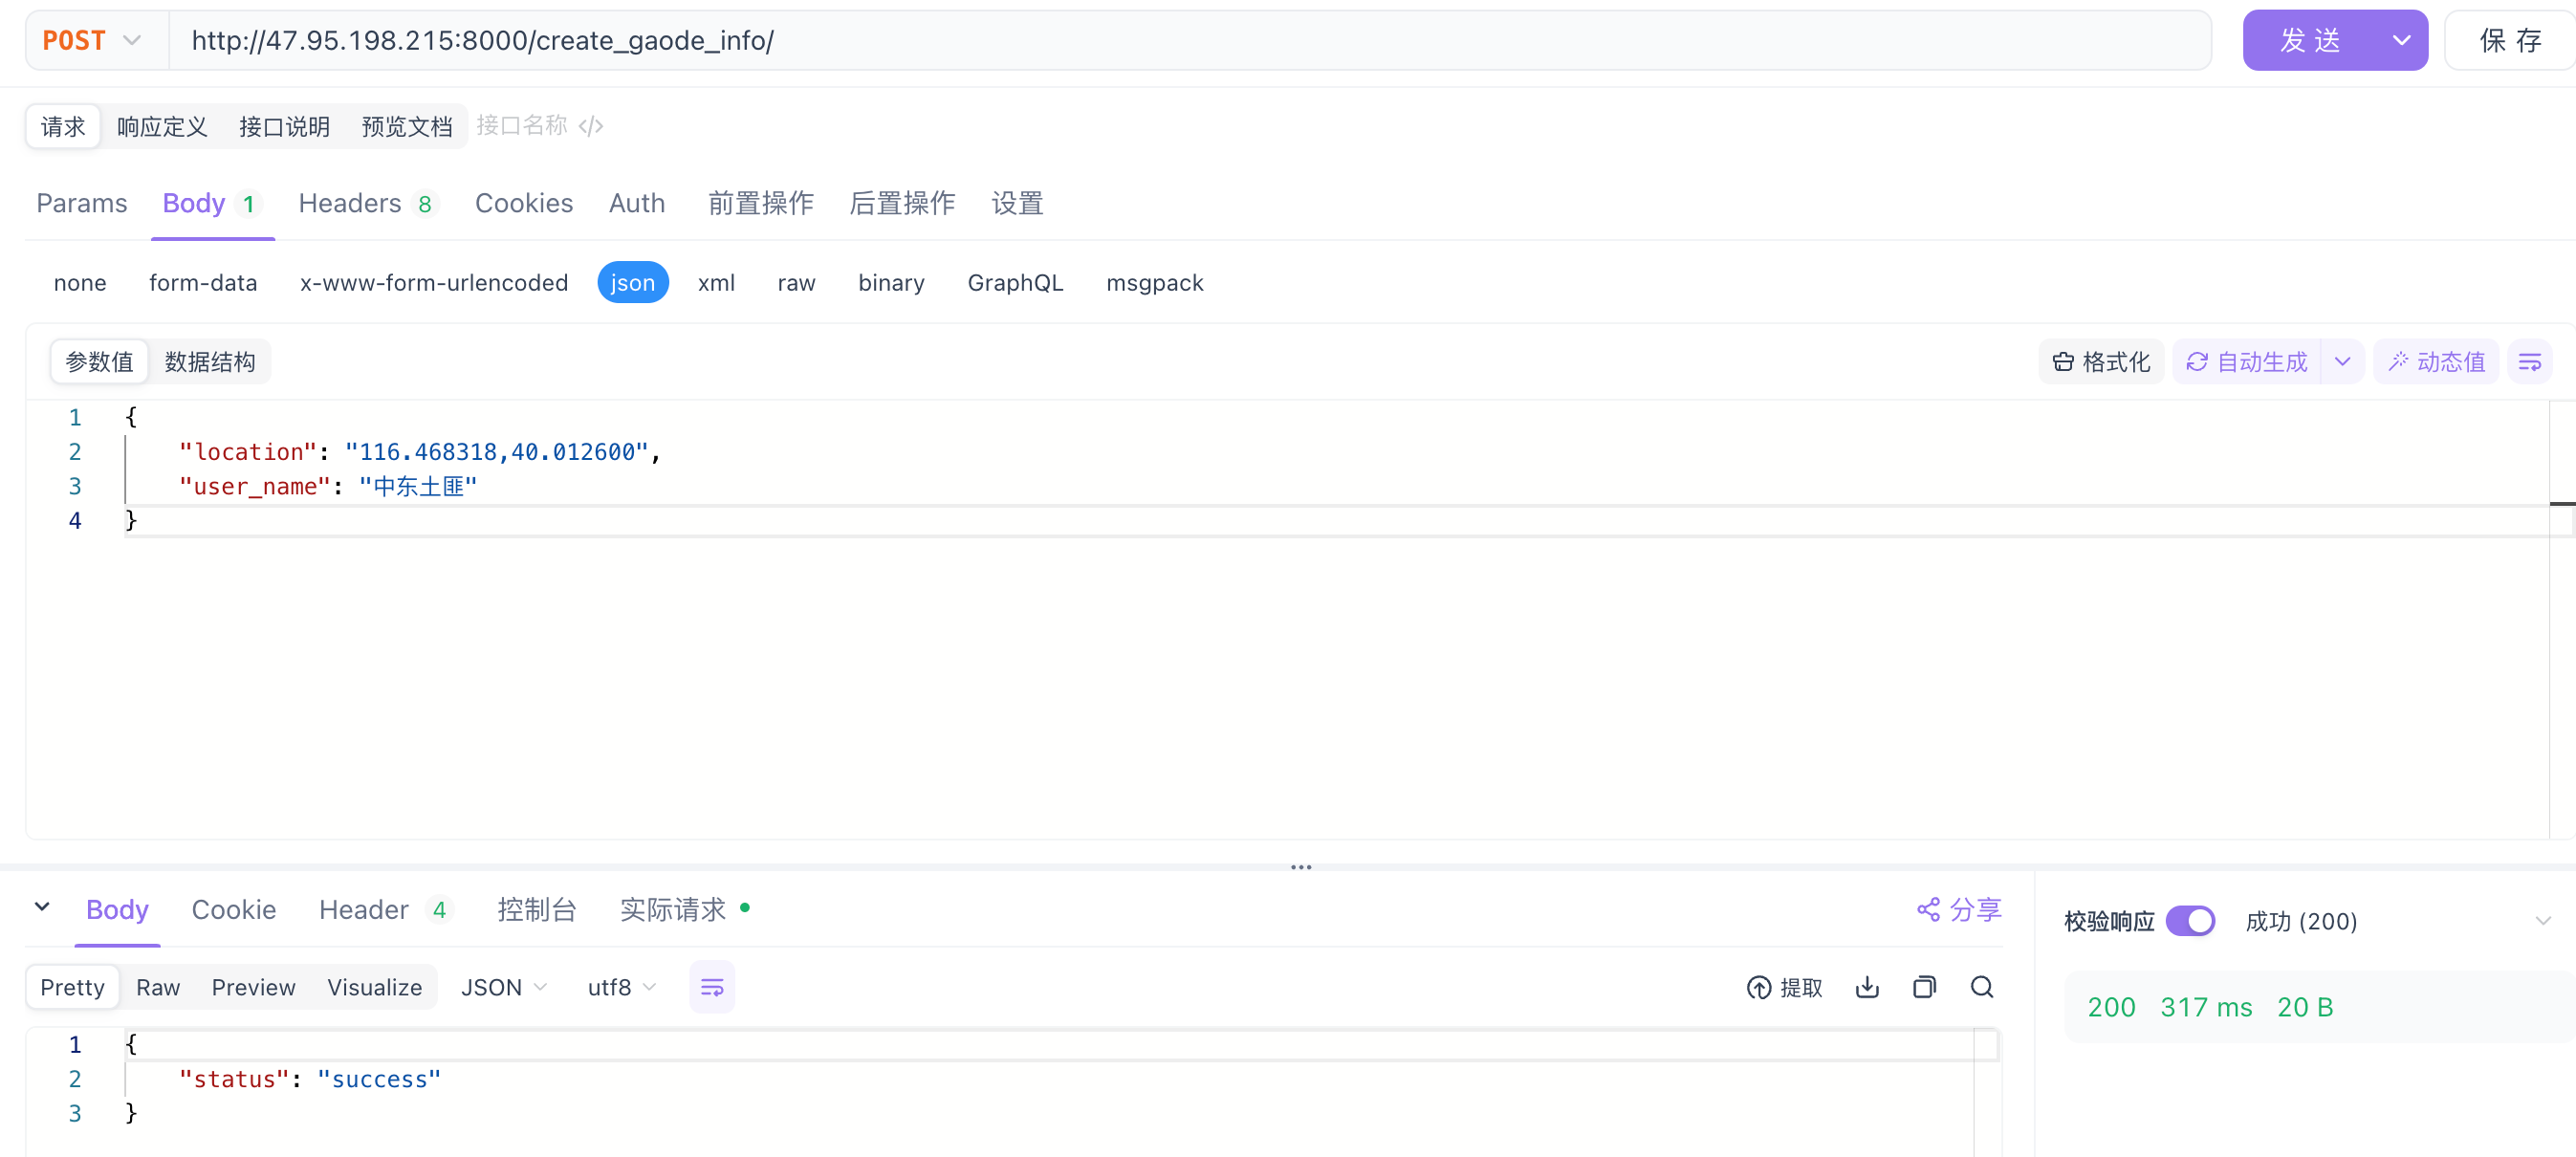 POST http://47.95.198.215:8000/create_gaode_info/ 发 送 保 存
请求 响应定义 接口说明 预览文档 接口名称 </>
Params Body 1 Headers 8 Cookies Auth 前置操作 后置操作 设置
none form-data x-www-form-urlencoded json xml raw binary GraphQL msgpack
参数值 数据结构 格式化 自动生成 动态值
1 {
2 "location": "116.468318,40.012600",
3 "user_name": "中东土匪"
4 }
Body Cookie Header 4 控制台 实际请求 分享 校验响应 成功 (200)
Pretty Raw Preview Visualize JSON utf8 提取 200 317 ms 20 B
1 {
2 "status": "success"
3 }